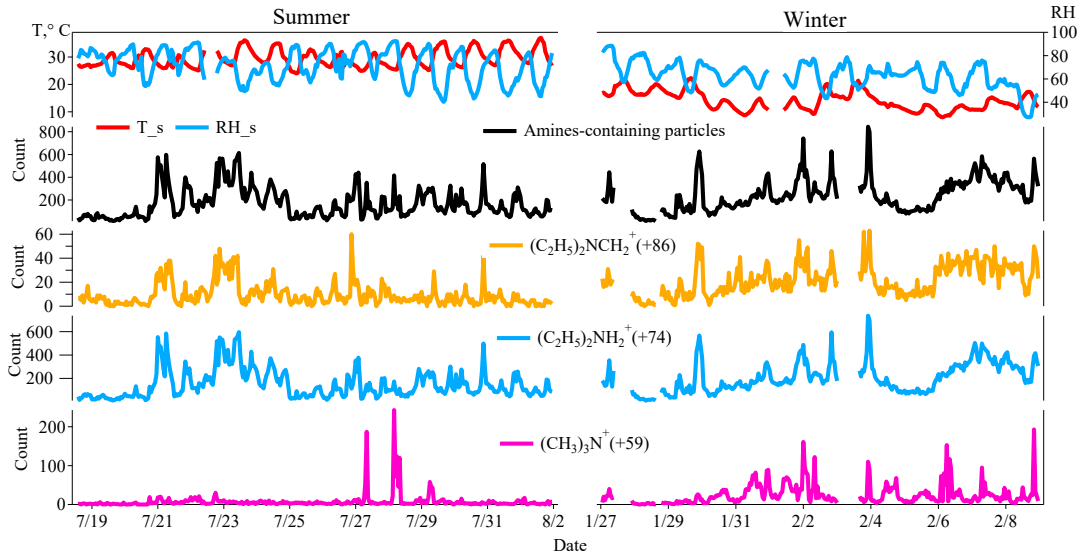 Summer Winter
T,° C RH
30
20
10
100
80
60
40
T_s RH_s Amines-containing particles
Count
800
600
400
200
(C2H5)2NCH2+(+86)
Count
60
40
20
0
(C2H5)2NH2+(+74)
Count
600
400
200
(CH3)3N+(+59)
Count
200
100
0
7/19 7/21 7/23 7/25 7/27 7/29 7/31 8/2 1/27 1/29 1/31 2/2 2/4 2/6 2/8
Date